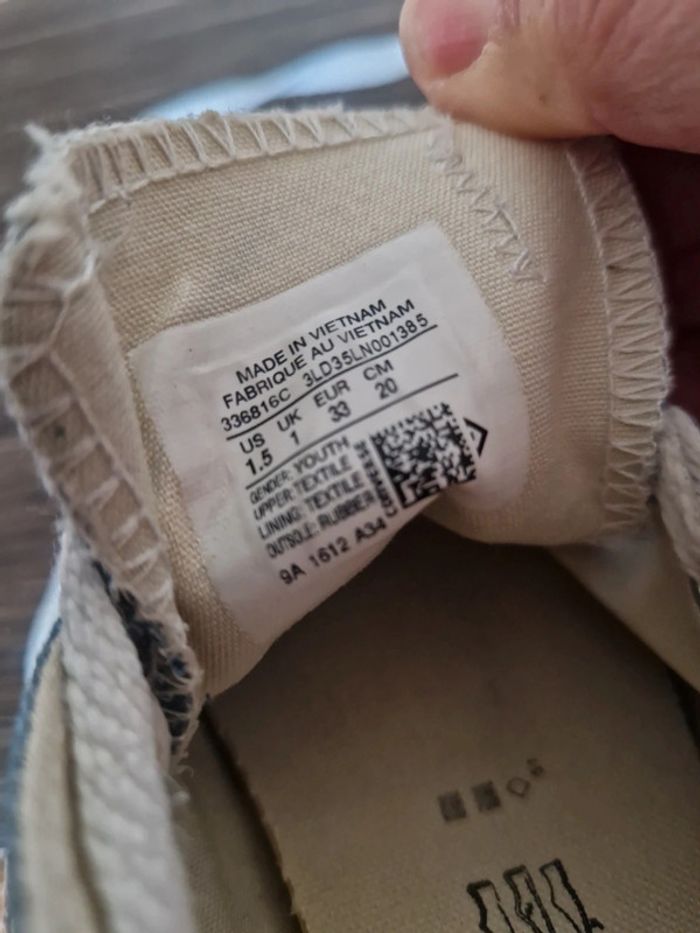 MADE IN VIETNAM
FABRIQUE AU VIETNAM
336816C 3LD35LN001385
US UK EUR CM
1.5 1 33 20
GENDER: YOUTH
UPPER: TEXTILE
LINING: TEXTILE
OUTSOLE: RUBBER
9A 1612 A34